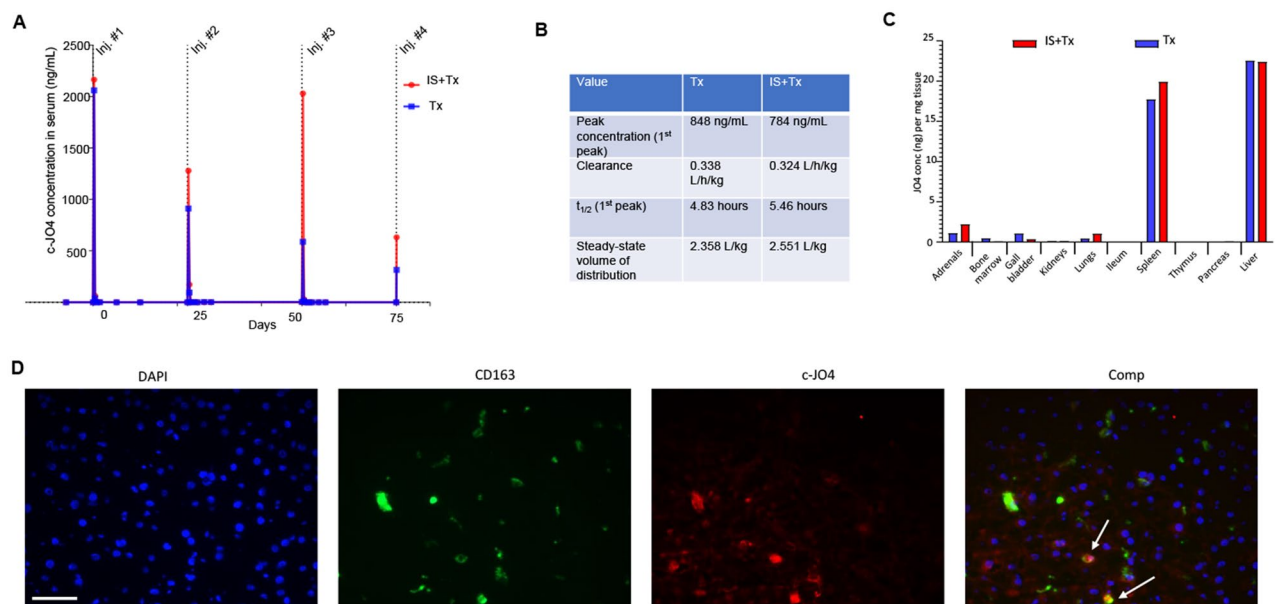 A
Inj. #1
Inj. #2
Inj. #3
Inj. #4
c-JO4 concentration in serum (ng/mL)
2500
2000
1500
1000
500
0
25
50
75
Days
IS+Tx
Tx
B
Value Tx IS+Tx
Peak concentration (1st peak) 848 ng/mL 784 ng/mL
Clearance 0.338 L/h/kg 0.324 L/h/kg
t1/2 (1st peak) 4.83 hours 5.46 hours
Steady-state volume of distribution 2.358 L/kg 2.551 L/kg
C
IS+Tx
Tx
JO4 conc (ng) per mg tissue
25
20
15
10
5
0
Adrenals
Bone marrow
Gall bladder
Kidneys
Lungs
Ileum
Spleen
Thymus
Pancreas
Liver
D
DAPI
CD163
c-JO4
Comp